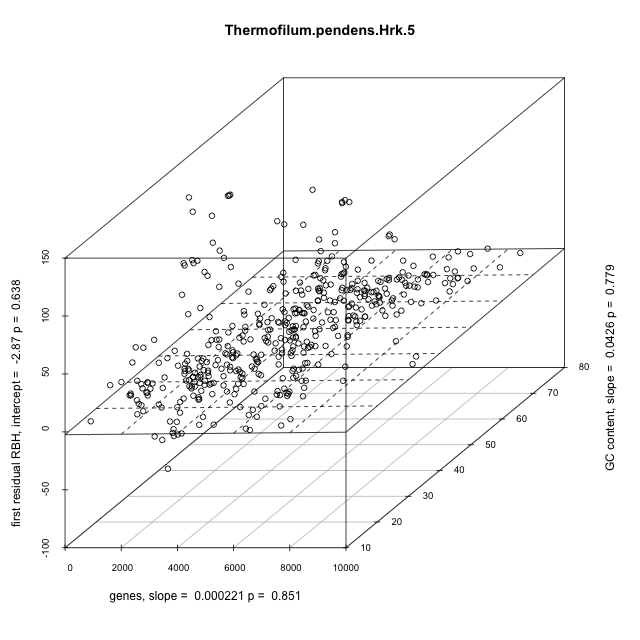 Thermofilum.pendens.Hrk.5
first residual RBH, intercept = -2.87 p = 0.638
150
100
50
0
-50
-100
0 2000 4000 6000 8000 10000
genes, slope = 0.000221 p = 0.851
10
20
30
40
50
60
70
80
GC content, slope = 0.0426 p = 0.779